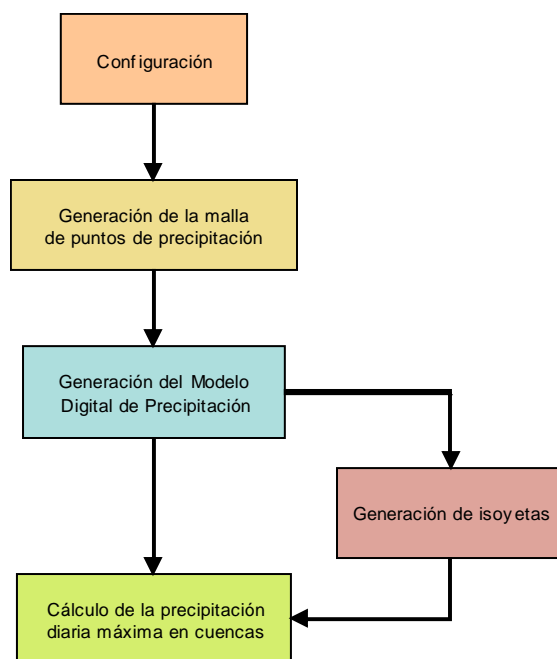 Configuración
Generación de la malla
de puntos de precipitación
Generación del Modelo
Digital de Precipitación
Generación de isoyetas
Cálculo de la precipitación
diaria máxima en cuencas